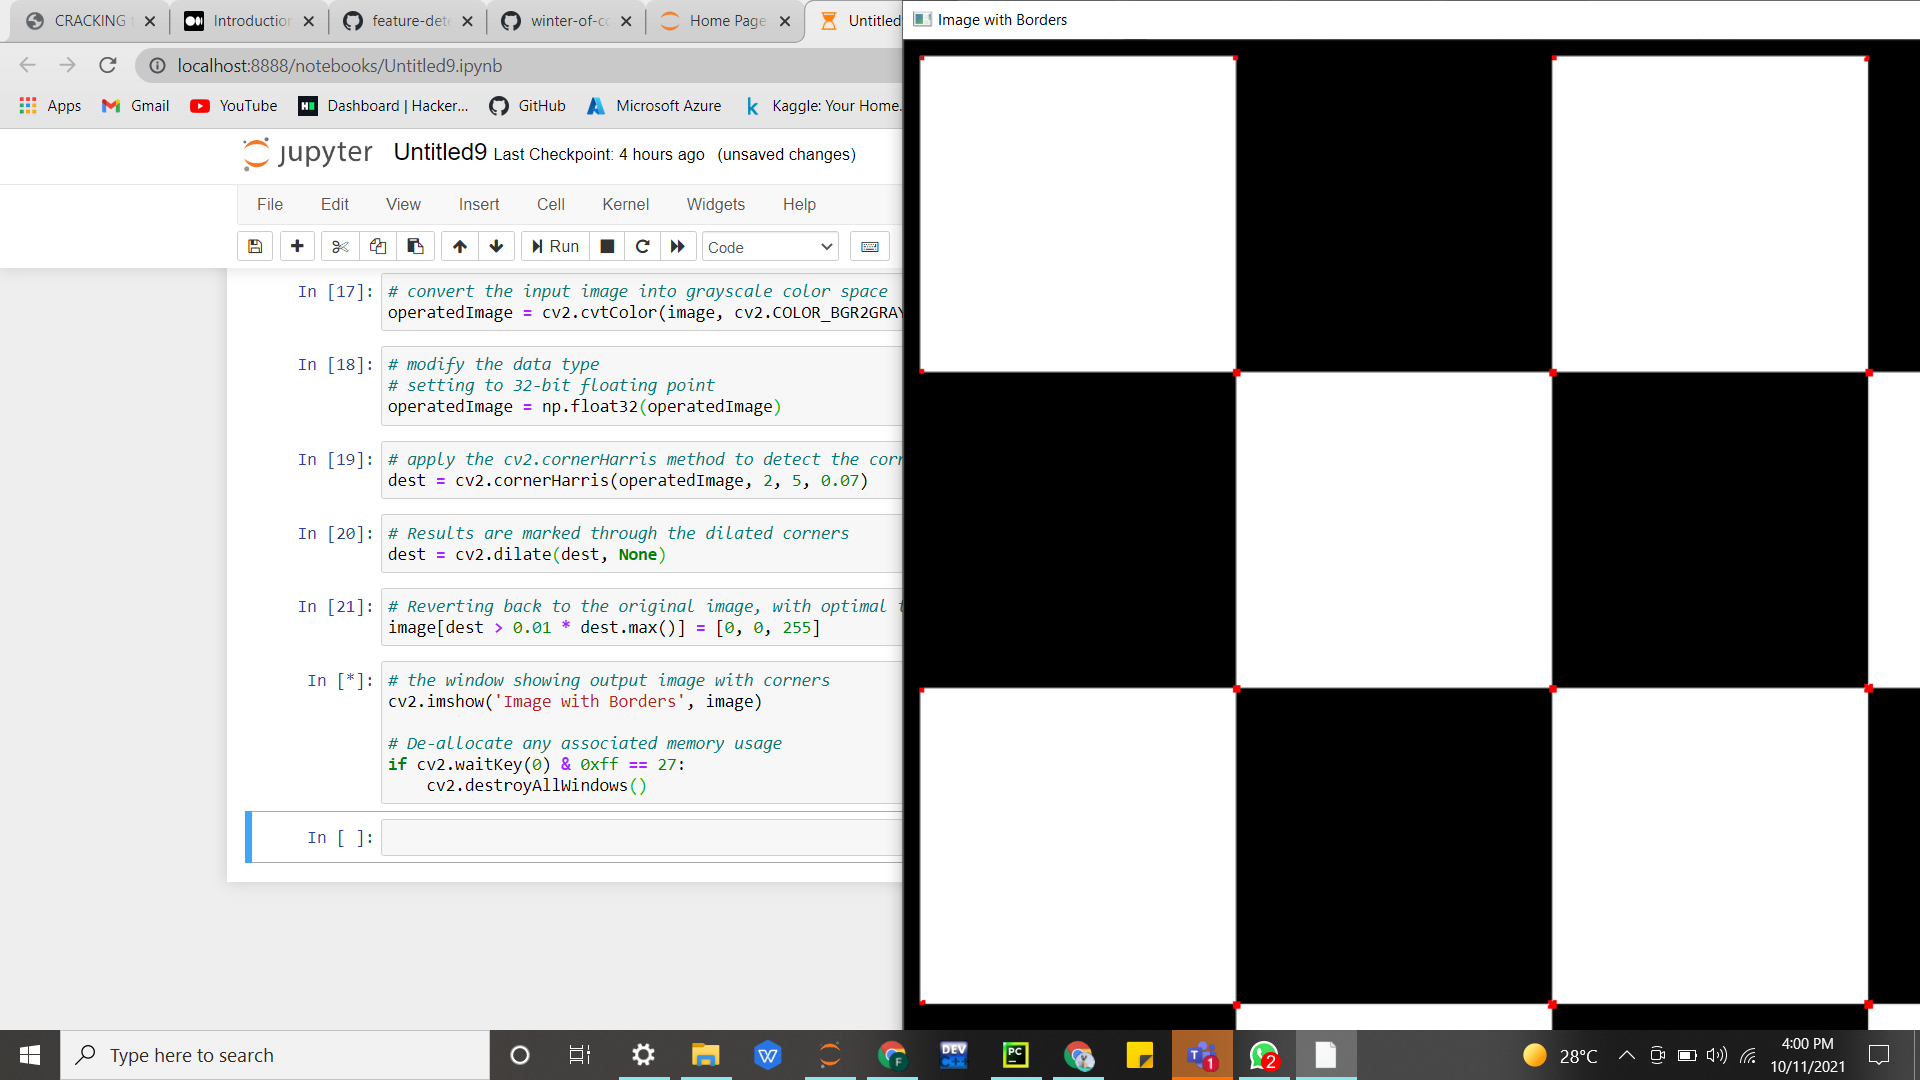 CRACKING
Introduction
feature-dete
winter-of-co
Home Page
Untitled
Image with Borders
localhost:8888/notebooks/Untitled9.ipynb
Apps
Gmail
YouTube
Dashboard | Hacker...
GitHub
Microsoft Azure
Kaggle: Your Home.
jupyter Untitled9 Last Checkpoint: 4 hours ago (unsaved changes)
File Edit View Insert Cell Kernel Widgets Help
Run
Code
In [17]: # convert the input image into grayscale color space
operatedImage = cv2.cvtColor(image, cv2.COLOR_BGR2GRAY
In [18]: # modify the data type
# setting to 32-bit floating point
operatedImage = np.float32(operatedImage)
In [19]: # apply the cv2.cornerHarris method to detect the corn
dest = cv2.cornerHarris(operatedImage, 2, 5, 0.07)
In [20]: # Results are marked through the dilated corners
dest = cv2.dilate(dest, None)
In [21]: # Reverting back to the original image, with optimal t
image[dest > 0.01 * dest.max()] = [0, 0, 255]
In [*]: # the window showing output image with corners
cv2.imshow('Image with Borders', image)
# De-allocate any associated memory usage
if cv2.waitKey(0) & 0xff == 27:
cv2.destroyAllWindows()
In [ ]:
Type here to search
DEV
C++
PC
F
1
2
28°C
4:00 PM
10/11/2021